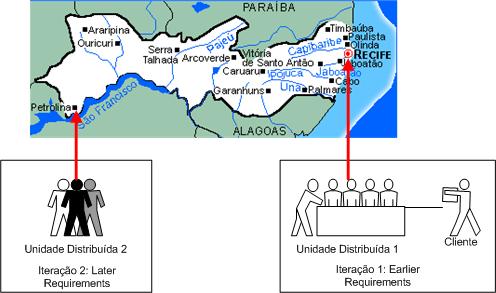 PARAÍBA
Araripina
Ouricuri
Serra
Talhada
Pajeú
Arcoverde
Vitória
de Santo Antão
Caruaru
Garanhuns
Capibaribe
Ipojuca
Una
Jaboatão
Timbaúba
Paulista
Olinda
RECIFE
Jaboatão
Cabo
Palmares
Petrolina
São Francisco
ALAGOAS
Unidade Distribuída 2
Iteração 2: Later
Requirements
Unidade Distribuída 1
Cliente
Iteração 1: Earlier
Requirements